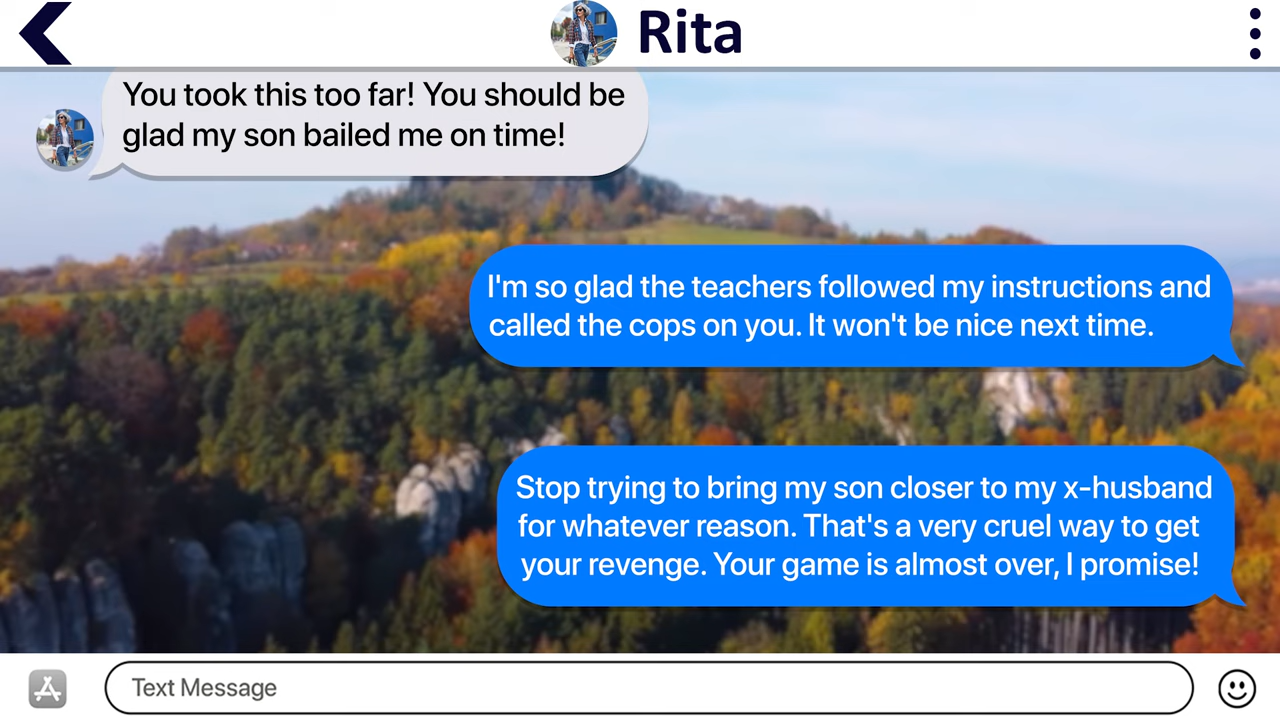 Rita
You took this too far! You should be
glad my son bailed me on time!
I'm so glad the teachers followed my instructions and
called the cops on you. It won't be nice next time.
Stop trying to bring my son closer to my x-husband
for whatever reason. That's a very cruel way to get
your revenge. Your game is almost over, I promise!
Text Message